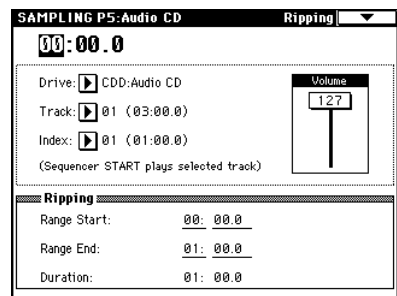 SAMPLING P5:Audio CD Ripping
00:00.0
Drive: CDD:Audio CD
Volume
127
Track: 01 (03:00.0)
Index: 01 (01:00.0)
(Sequencer START plays selected track)
Ripping
Range Start: 00: 00.0
Range End: 01: 00.0
Duration: 01: 00.0